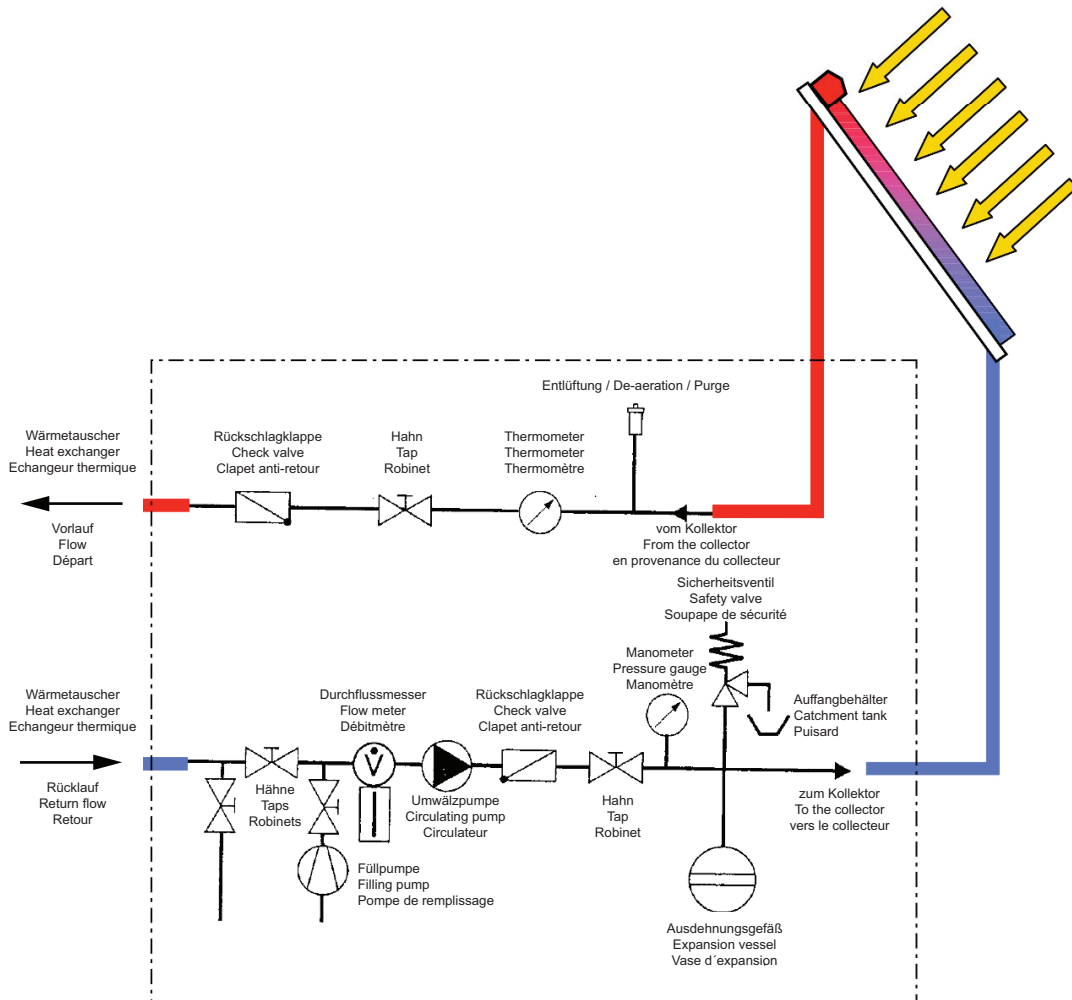 Entlüftung / De-aeration / Purge
Wärmetauscher
Heat exchanger
Echangeur thermique
Rückschlagklappe
Check valve
Clapet anti-retour
Hahn
Tap
Robinet
Thermometer
Thermometer
Thermomètre
Vorlauf
Flow
Départ
vom Kollektor
From the collector
en provenance du collecteur
Sicherheitsventil
Safety valve
Soupape de sécurité
Wärmetauscher
Heat exchanger
Echangeur thermique
Durchflussmesser
Flow meter
Débitmètre
Rückschlagklappe
Check valve
Clapet anti-retour
Manometer
Pressure gauge
Manomètre
Auffangbehälter
Catchment tank
Puisard
V̇
Rücklauf
Return flow
Retour
Hähne
Taps
Robinets
Umwälzpumpe
Circulating pump
Circulateur
Hahn
Tap
Robinet
zum Kollektor
To the collector
vers le collecteur
Füllpumpe
Filling pump
Pompe de remplissage
Ausdehnungsgefäß
Expansion vessel
Vase d´expansion